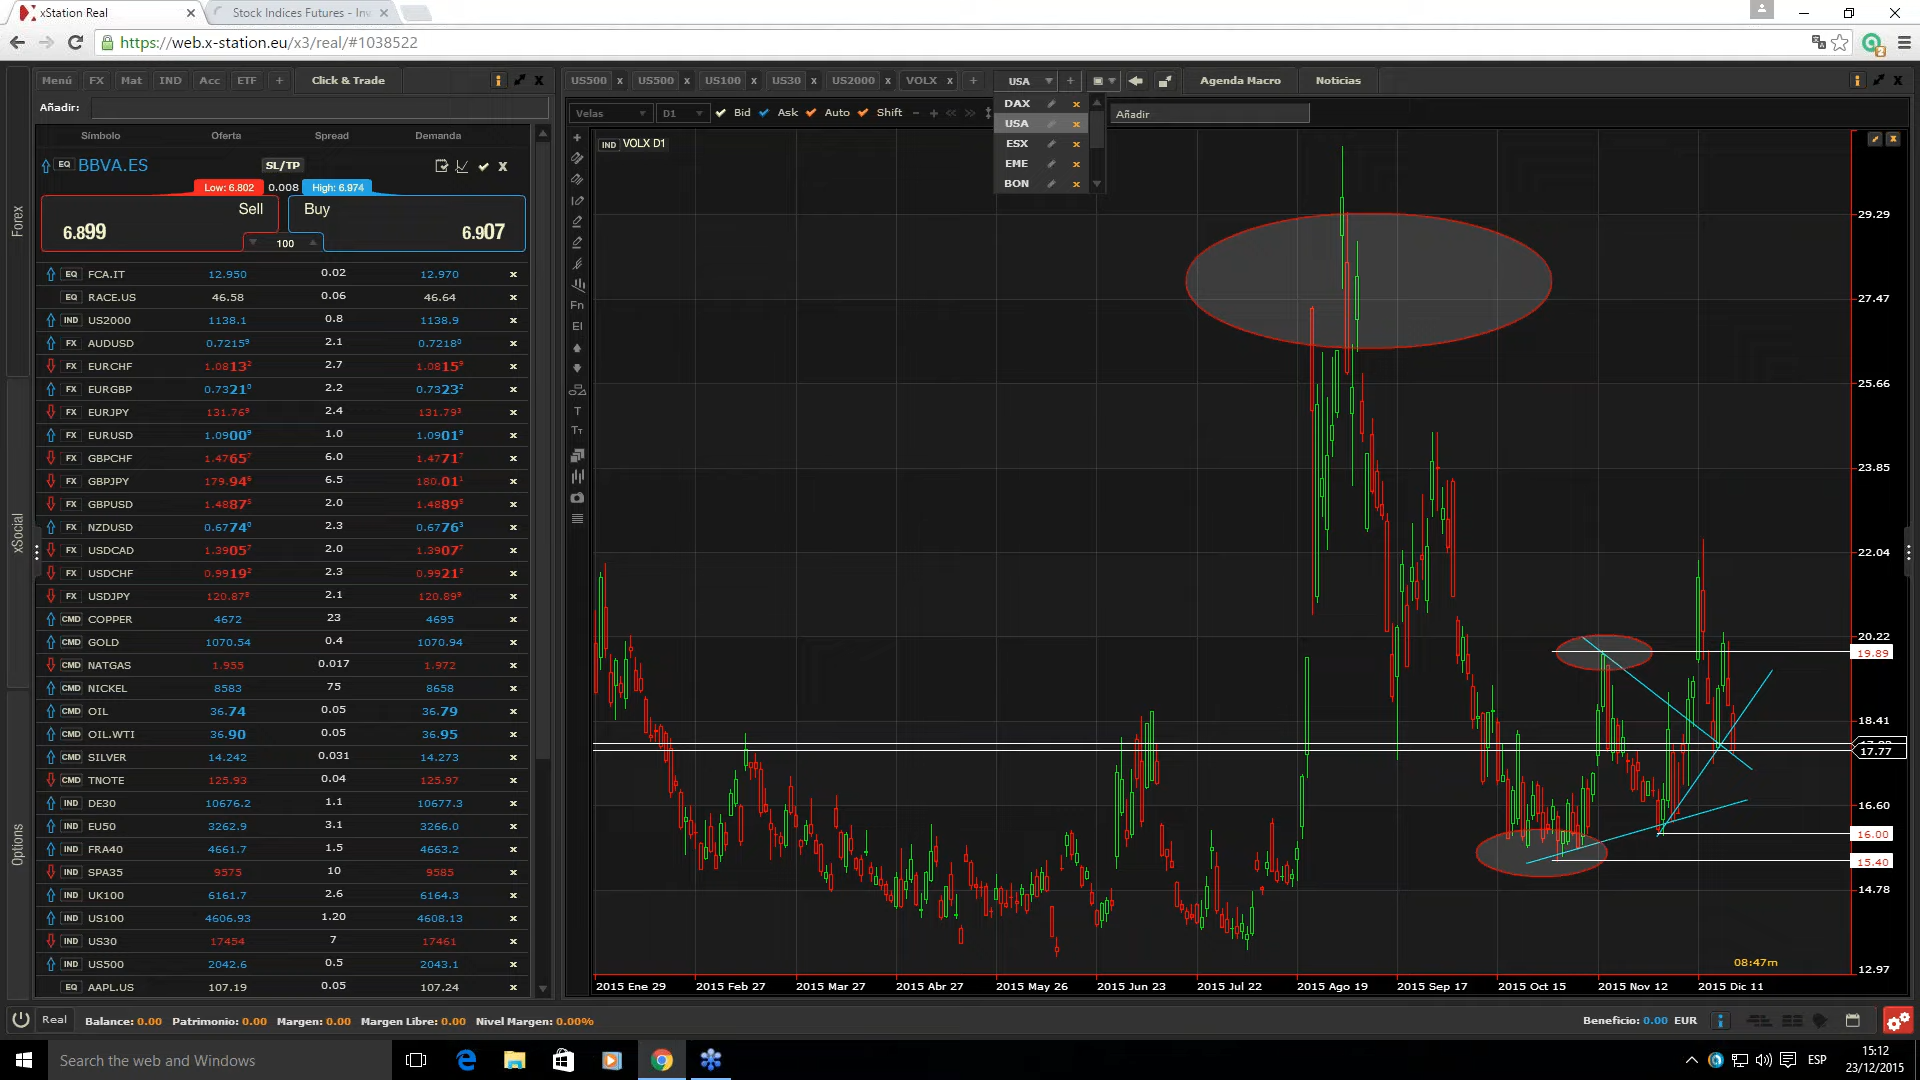 xStation Real
Stock Indices Futures - Inv
https://web.x-station.eu/x3/real/#1038522
Menú FX Mat IND Acc ETF + Click & Trade
US500 x US500 x US100 x US30 x US2000 x VOLX x + USA + Agenda Macro Noticias
Añadir:
Velas D1 Bid Ask Auto Shift
Añadir
DAX
USA
ESX
EME
BON
Símbolo Oferta Spread Demanda
EQ BBVA.ES SL/TP
Low: 6.802 0.008 High: 6.974
Sell Buy
6.899 100 6.907
EQ FCA.IT 12.950 0.02 12.970 x
EQ RACE.US 46.58 0.06 46.64 x
IND US2000 1138.1 0.8 1138.9 x
FX AUDUSD 0.7215⁹ 2.1 0.7218⁰ x
FX EURCHF 1.0813² 2.7 1.0815⁹ x
FX EURGBP 0.7321⁰ 2.2 0.7323² x
FX EURJPY 131.76⁹ 2.4 131.79³ x
FX EURUSD 1.0900⁹ 1.0 1.0901⁹ x
FX GBPCHF 1.4765⁷ 6.0 1.4771⁷ x
FX GBPJPY 179.94⁶ 6.5 180.01¹ x
FX GBPUSD 1.4887⁵ 2.0 1.4889⁵ x
FX NZDUSD 0.6774⁰ 2.3 0.6776³ x
FX USDCAD 1.3905⁷ 2.0 1.3907⁷ x
FX USDCHF 0.9919² 2.3 0.9921⁵ x
FX USDJPY 120.87⁸ 2.1 120.89⁹ x
CMD COPPER 4672 23 4695 x
CMD GOLD 1070.54 0.4 1070.94 x
CMD NATGAS 1.955 0.017 1.972 x
CMD NICKEL 8583 75 8658 x
CMD OIL 36.74 0.05 36.79 x
CMD OIL.WTI 36.90 0.05 36.95 x
CMD SILVER 14.242 0.031 14.273 x
CMD TNOTE 125.93 0.04 125.97 x
IND DE30 10676.2 1.1 10677.3 x
IND EU50 3262.9 3.1 3266.0 x
IND FRA40 4661.7 1.5 4663.2 x
IND SPA35 9575 10 9585 x
IND UK100 6161.7 2.6 6164.3 x
IND US100 4606.93 1.20 4608.13 x
IND US30 17454 7 17461 x
IND US500 2042.6 0.5 2043.1 x
EQ AAPL.US 107.19 0.05 107.24 x
Forex
xSocial
Options
Fn
El
T
TT
IND VOLX D1
29.29
27.47
25.66
23.85
22.04
20.22
19.89
18.41
17.77
16.60
16.00
15.40
14.78
12.97
08:47m
2015 Ene 29 2015 Feb 27 2015 Mar 27 2015 Abr 27 2015 May 26 2015 Jun 23 2015 Jul 22 2015 Ago 19 2015 Sep 17 2015 Oct 15 2015 Nov 12 2015 Dic 11
Real Balance: 0.00 Patrimonio: 0.00 Margen: 0.00 Margen Libre: 0.00 Nivel Margen: 0.00% Beneficio: 0.00 EUR
Search the web and Windows
ESP
15:12
23/12/2015